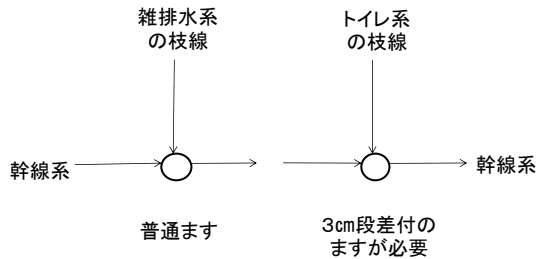 雑排水系
の枝線
トイレ系
の枝線
幹線系
幹線系
普通ます
3㎝段差付の
ますが必要